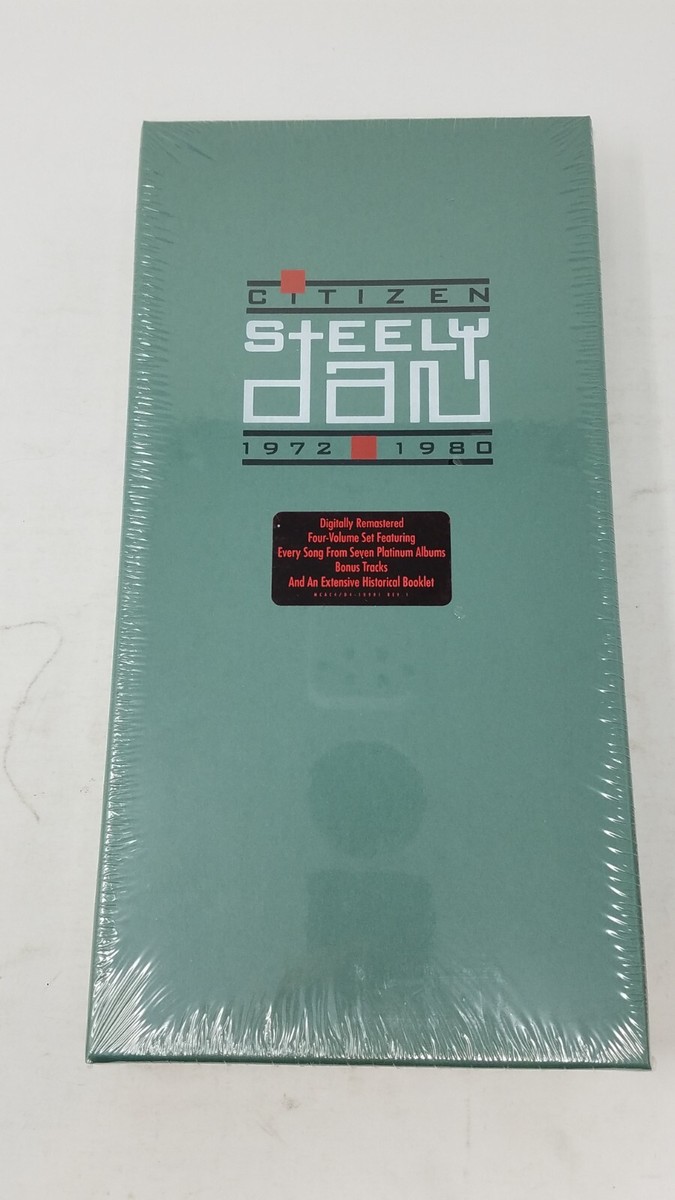 CITIZEN
STEELY
dan
1972 1980
Digitally Remastered
Four-Volume Set Featuring
Every Song From Seven Platinum Albums
Bonus Tracks
And An Extensive Historical Booklet